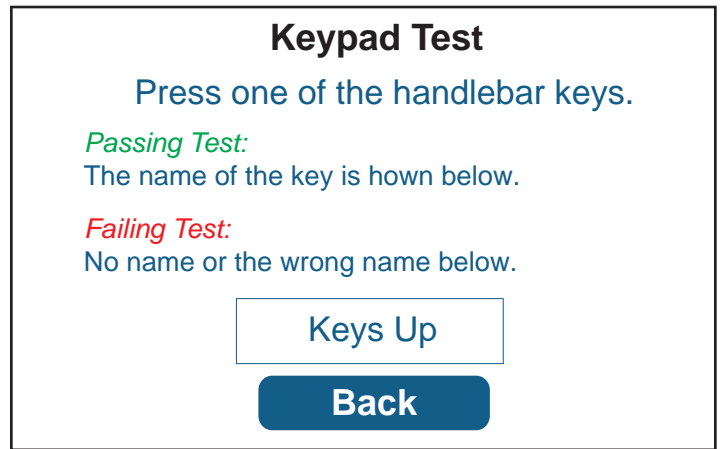 Keypad Test
Press one of the handlebar keys.
Passing Test:
The name of the key is hown below.
Failing Test:
No name or the wrong name below.
Keys Up
Back